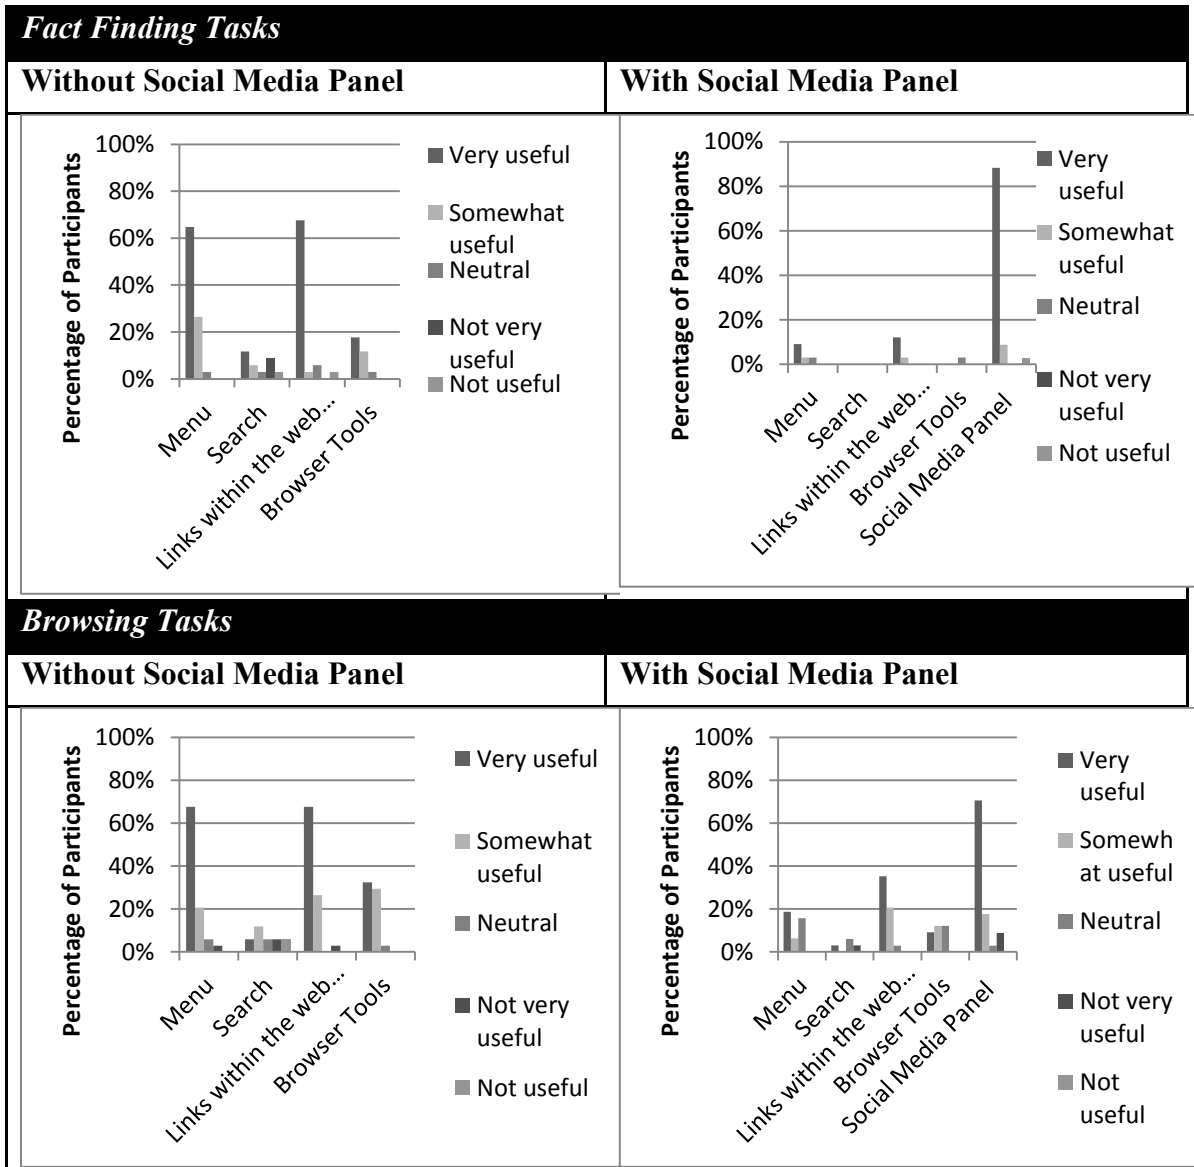 Fact Finding Tasks
Without Social Media Panel
With Social Media Panel
Percentage of Participants
100%
80%
60%
40%
20%
0%
Menu
Search
Links within the web...
Browser Tools
Very useful
Somewhat
useful
Neutral
Not very
useful
Not useful
Percentage of Participants
100%
80%
60%
40%
20%
0%
Menu
Search
Links within the web...
Browser Tools
Social Media Panel
Very
useful
Somewhat
useful
Neutral
Not very
useful
Not useful
Browsing Tasks
Without Social Media Panel
With Social Media Panel
Percentage of Participants
100%
80%
60%
40%
20%
0%
Menu
Search
Links within the web...
Browser Tools
Very useful
Somewhat
useful
Neutral
Not very
useful
Not useful
Percentage of Participants
100%
80%
60%
40%
20%
0%
Menu
Search
Links within the web...
Browser Tools
Social Media Panel
Very
useful
Somewh
at useful
Neutral
Not very
useful
Not
useful